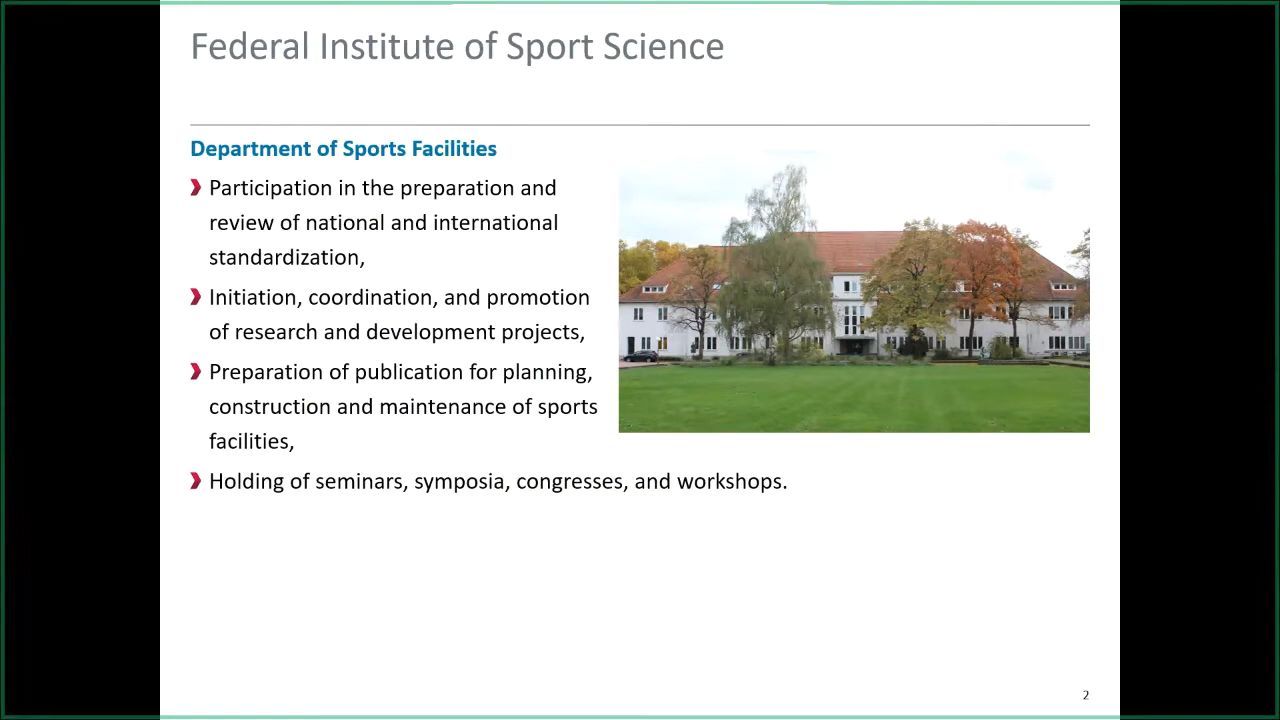 Federal Institute of Sport Science
Department of Sports Facilities
Participation in the preparation and
review of national and international
standardization,
Initiation, coordination, and promotion
of research and development projects,
Preparation of publication for planning,
construction and maintenance of sports
facilities,
Holding of seminars, symposia, congresses, and workshops.
2